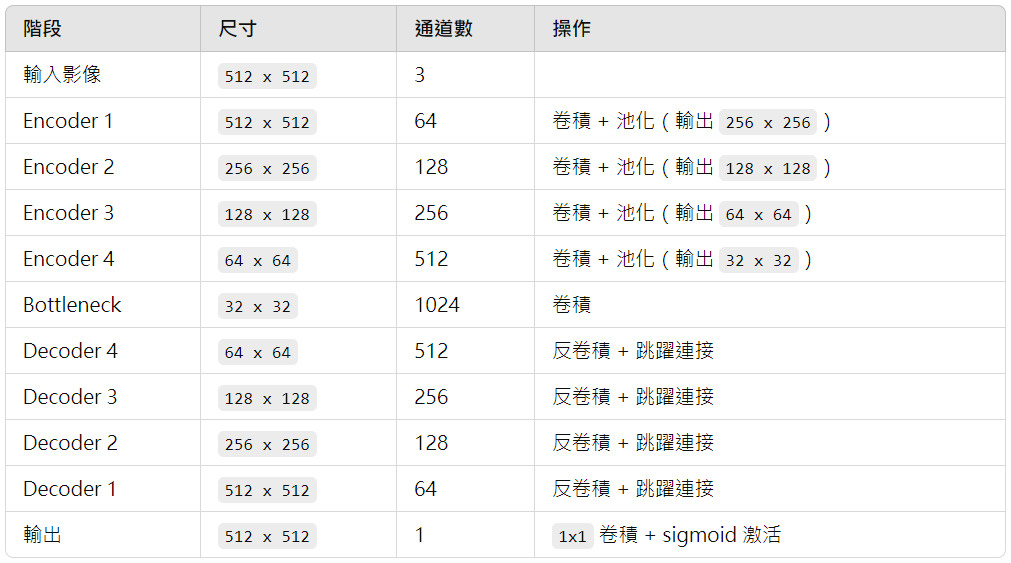 階段 尺寸 通道數 操作
輸入影像 512 x 512 3
Encoder 1 512 x 512 64 卷積 + 池化（輸出 256 x 256 ）
Encoder 2 256 x 256 128 卷積 + 池化（輸出 128 x 128 ）
Encoder 3 128 x 128 256 卷積 + 池化（輸出 64 x 64 ）
Encoder 4 64 x 64 512 卷積 + 池化（輸出 32 x 32 ）
Bottleneck 32 x 32 1024 卷積
Decoder 4 64 x 64 512 反卷積 + 跳躍連接
Decoder 3 128 x 128 256 反卷積 + 跳躍連接
Decoder 2 256 x 256 128 反卷積 + 跳躍連接
Decoder 1 512 x 512 64 反卷積 + 跳躍連接
輸出 512 x 512 1 1x1 卷積 + sigmoid 激活